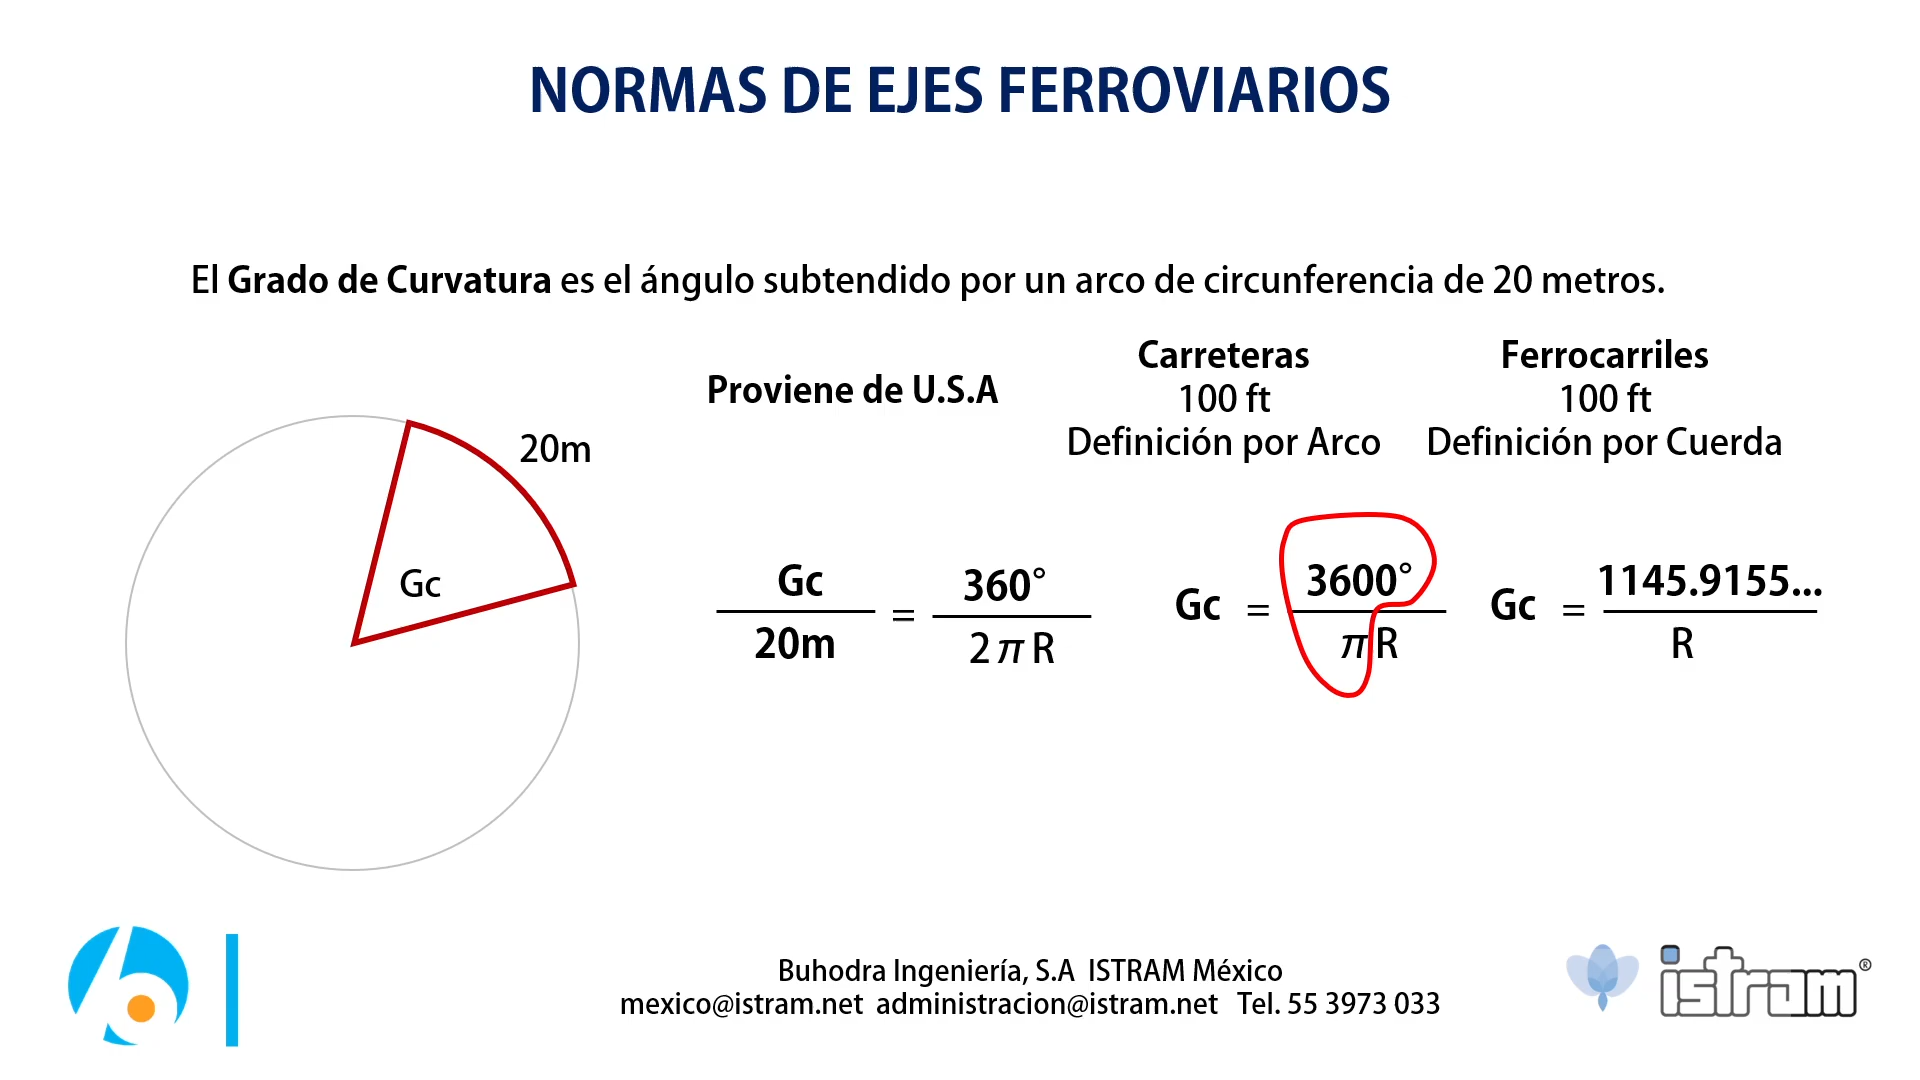 NORMAS DE EJES FERROVIARIOS
El Grado de Curvatura es el ángulo subtendido por un arco de circunferencia de 20 metros.
Proviene de U.S.A
Carreteras
100 ft
Definición por Arco
Ferrocarriles
100 ft
Definición por Cuerda
20m
Gc
Gc
20m
=
360°
2 π R
Gc =
3600°
π R
Gc =
1145.9155...
R
Buhodra Ingeniería, S.A ISTRAM México
mexico@istram.net administracion@istram.net Tel. 55 3973 033
istram®